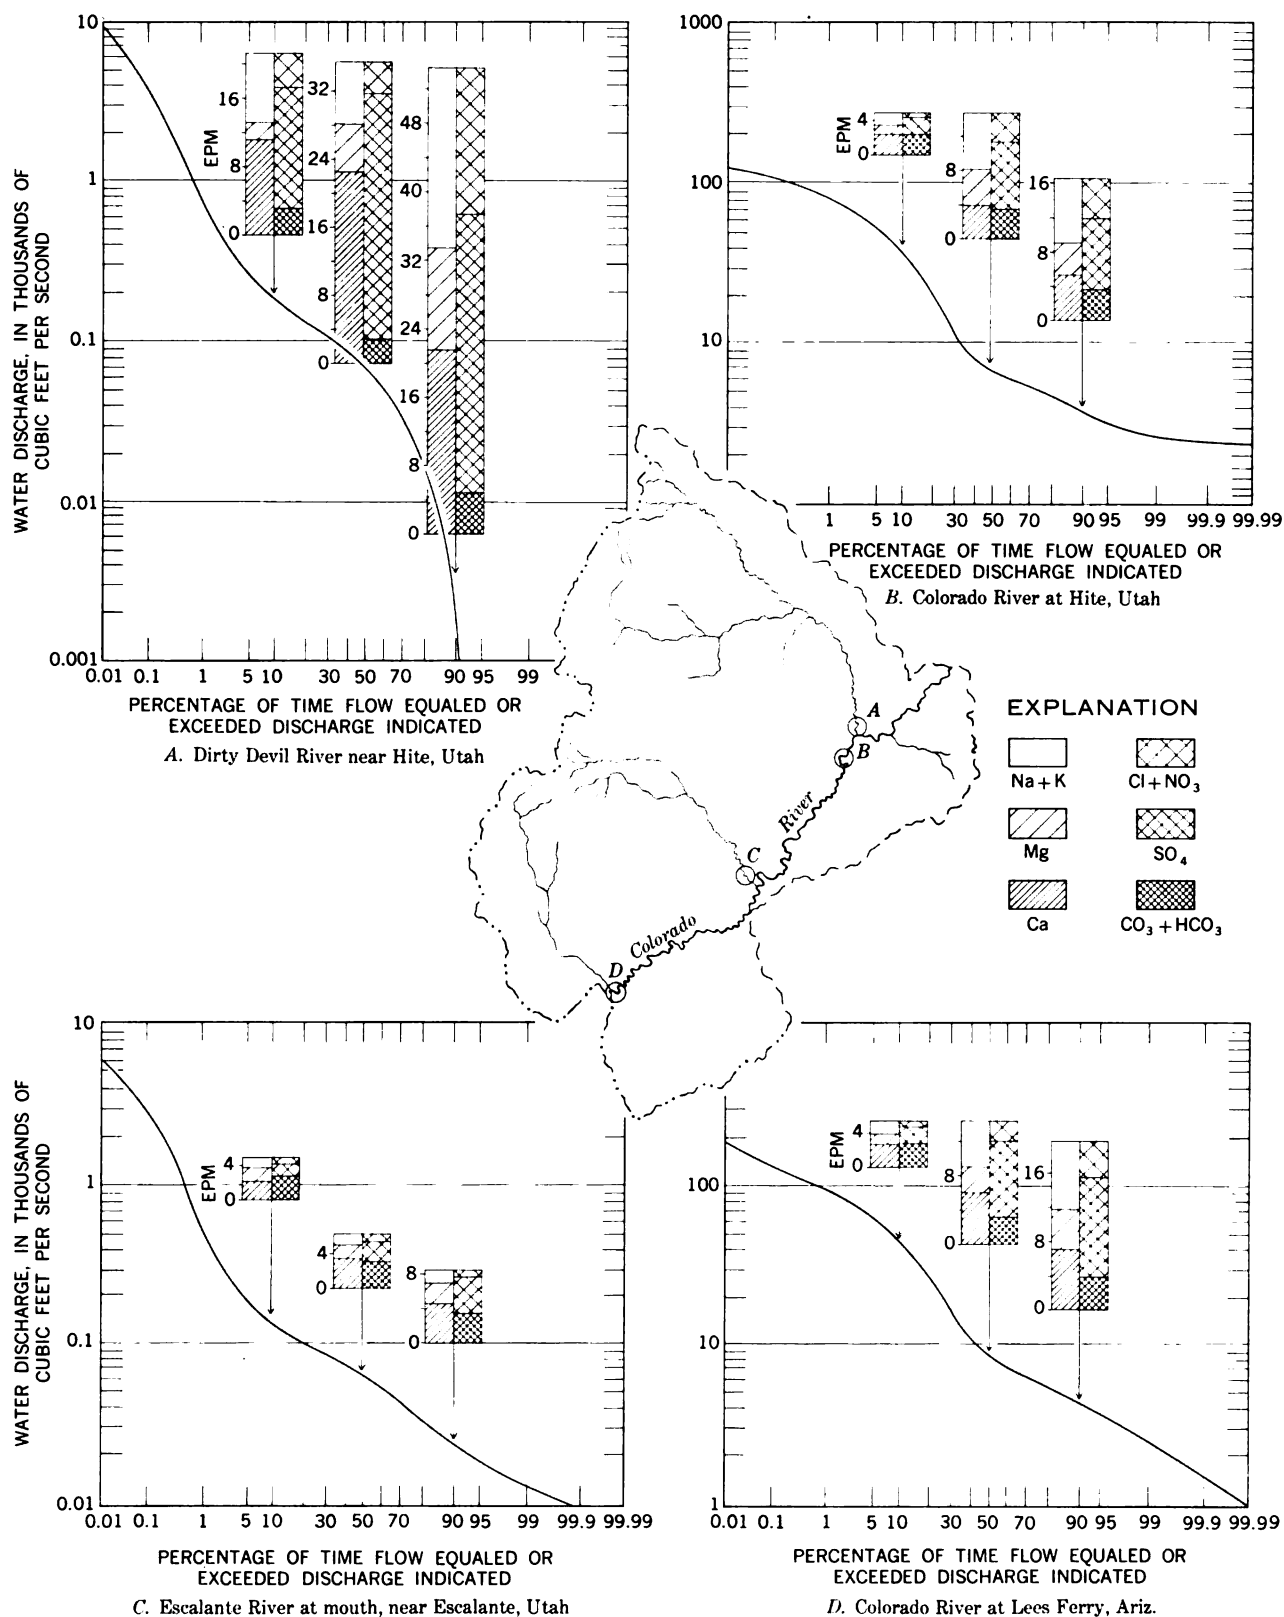 10
1
0.1
0.01
0.001
WATER DISCHARGE, IN THOUSANDS OF
CUBIC FEET PER SECOND
EPM
16
8
0
32
24
16
8
0
48
40
32
24
16
8
0
0.01 0.1 1 5 10 30 50 70 90 95 99
PERCENTAGE OF TIME FLOW EQUALED OR
EXCEEDED DISCHARGE INDICATED
A. Dirty Devil River near Hite, Utah
1000
100
10
EPM
4
0
8
0
16
8
0
1 5 10 30 50 70 90 95 99 99.9 99.99
PERCENTAGE OF TIME FLOW EQUALED OR
EXCEEDED DISCHARGE INDICATED
B. Colorado River at Hite, Utah
A
B
River
C
Colorado
D
EXPLANATION
Na+K
Cl+NO3
Mg
SO4
Ca
CO3+HCO3
10
1
0.1
0.01
WATER DISCHARGE, IN THOUSANDS OF
CUBIC FEET PER SECOND
EPM
4
0
4
0
8
0
0.01 0.1 1 5 10 30 50 70 90 95 99 99.9 99.99
PERCENTAGE OF TIME FLOW EQUALED OR
EXCEEDED DISCHARGE INDICATED
C. Escalante River at mouth, near Escalante, Utah
100
10
1
EPM
4
0
8
0
16
8
0
0.01 0.1 1 5 10 30 50 70 90 95 99 99.9 99.99
PERCENTAGE OF TIME FLOW EQUALED OR
EXCEEDED DISCHARGE INDICATED
D. Colorado River at Lees Ferry, Ariz.